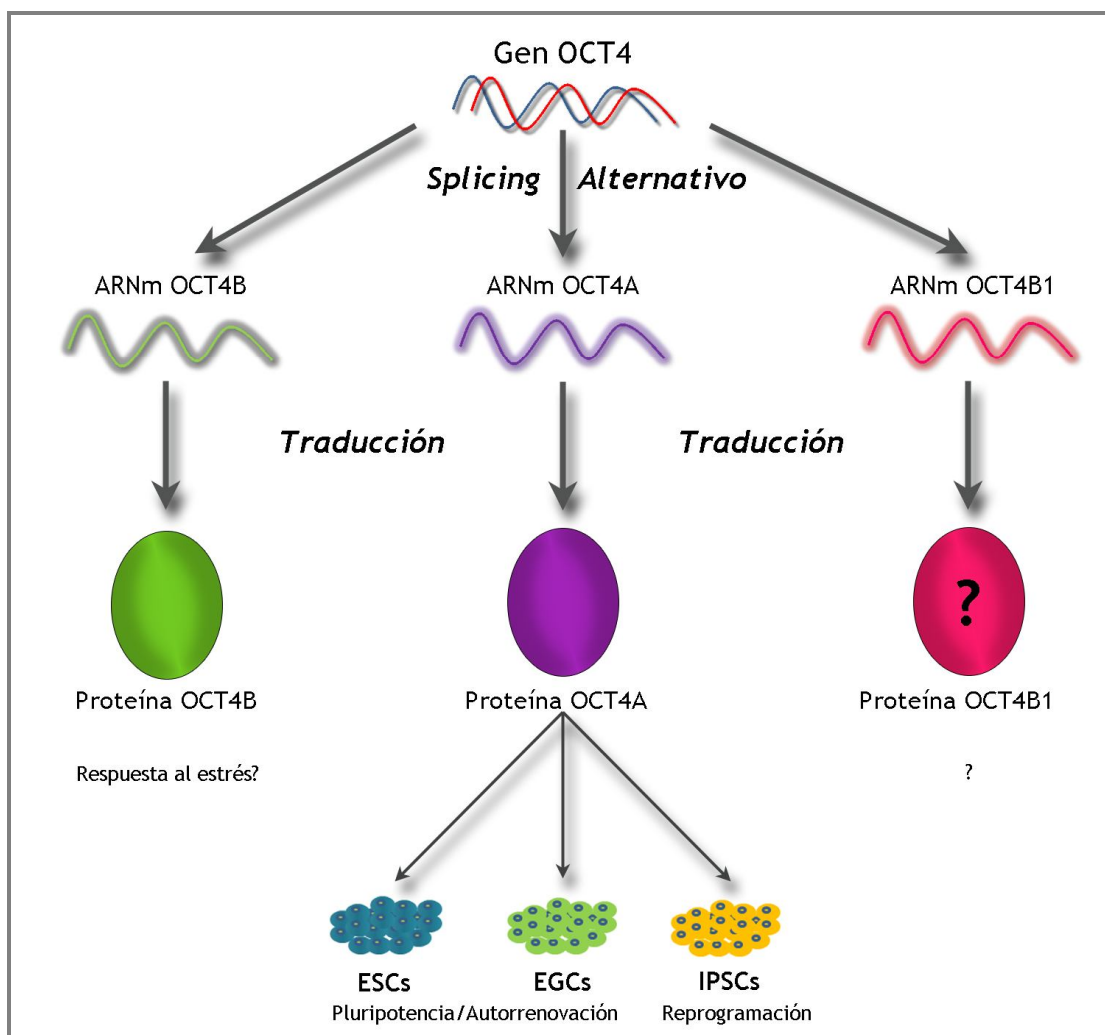 Gen OCT4
Splicing Alternativo
ARNm OCT4B ARNm OCT4A ARNm OCT4B1
Traducción Traducción
?
Proteína OCT4B Proteína OCT4A Proteína OCT4B1
Respuesta al estrés? ?
ESCs EGCs IPSCs
Pluripotencia/Autorrenovación Reprogramación